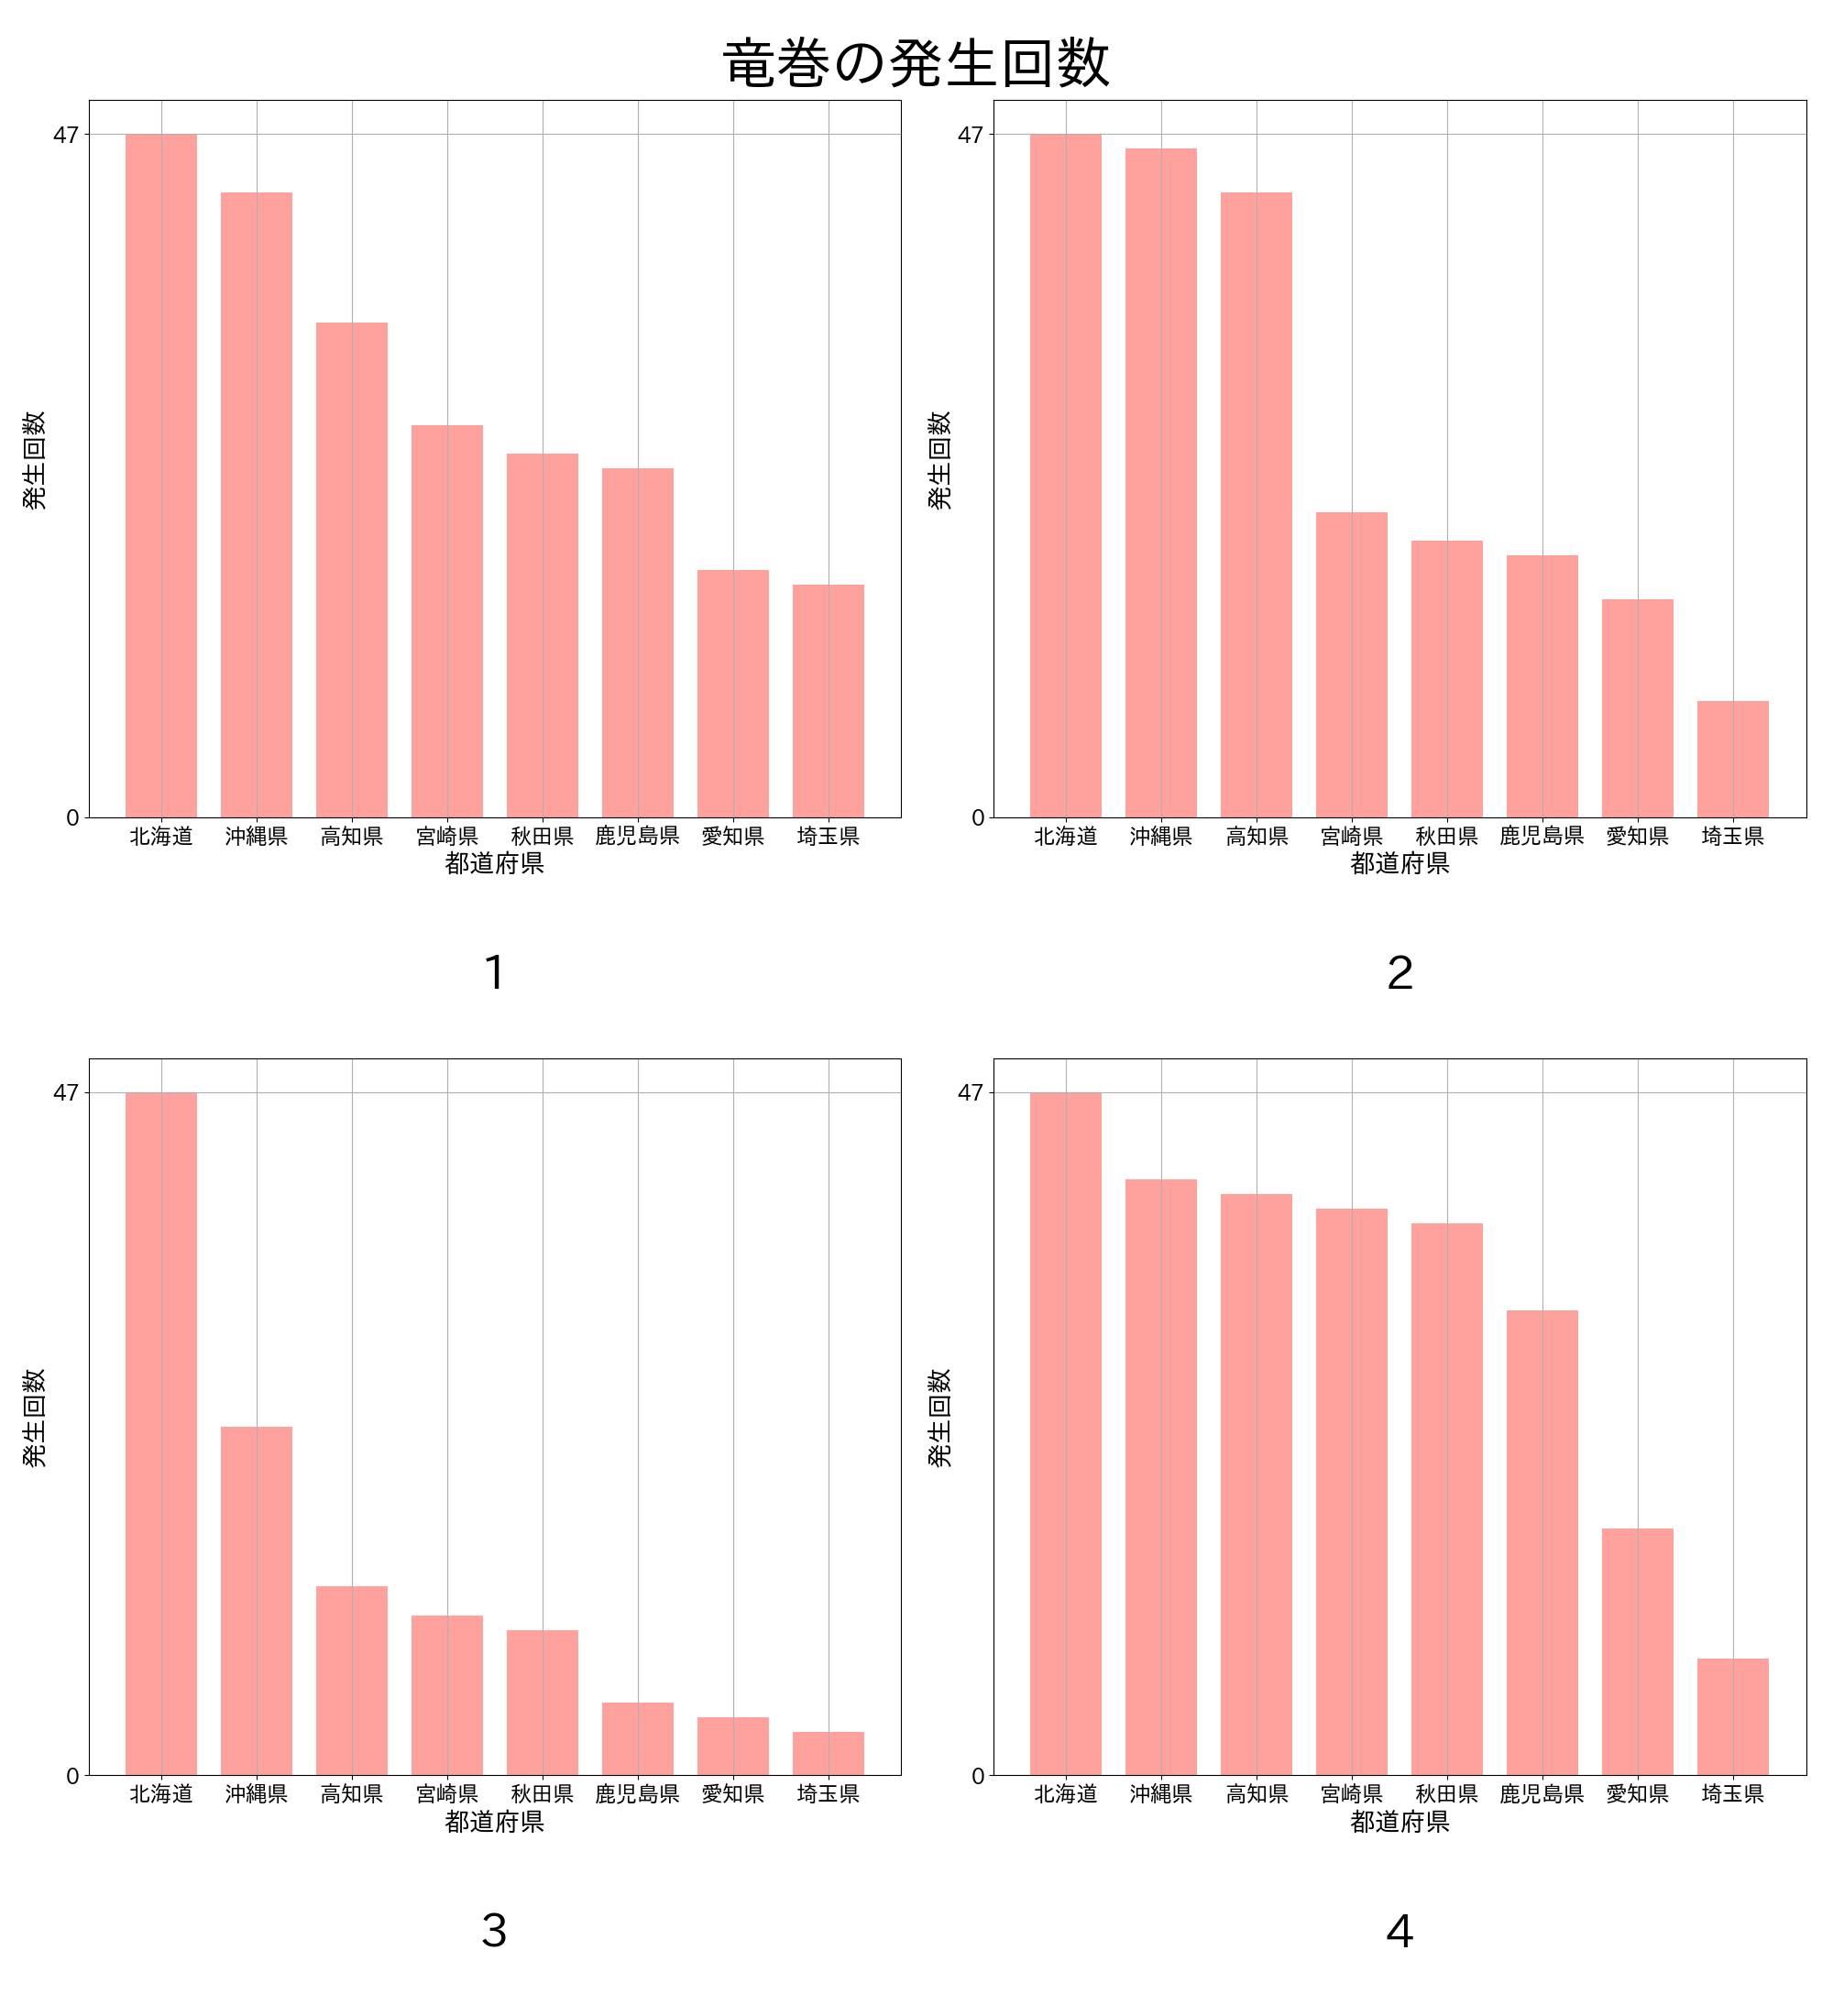 竜巻の発生回数
47
0
発生回数
北海道 沖縄県 高知県 宮崎県 秋田県 鹿児島県 愛知県 埼玉県
都道府県
1
47
0
発生回数
北海道 沖縄県 高知県 宮崎県 秋田県 鹿児島県 愛知県 埼玉県
都道府県
2
47
0
発生回数
北海道 沖縄県 高知県 宮崎県 秋田県 鹿児島県 愛知県 埼玉県
都道府県
3
47
0
発生回数
北海道 沖縄県 高知県 宮崎県 秋田県 鹿児島県 愛知県 埼玉県
都道府県
4